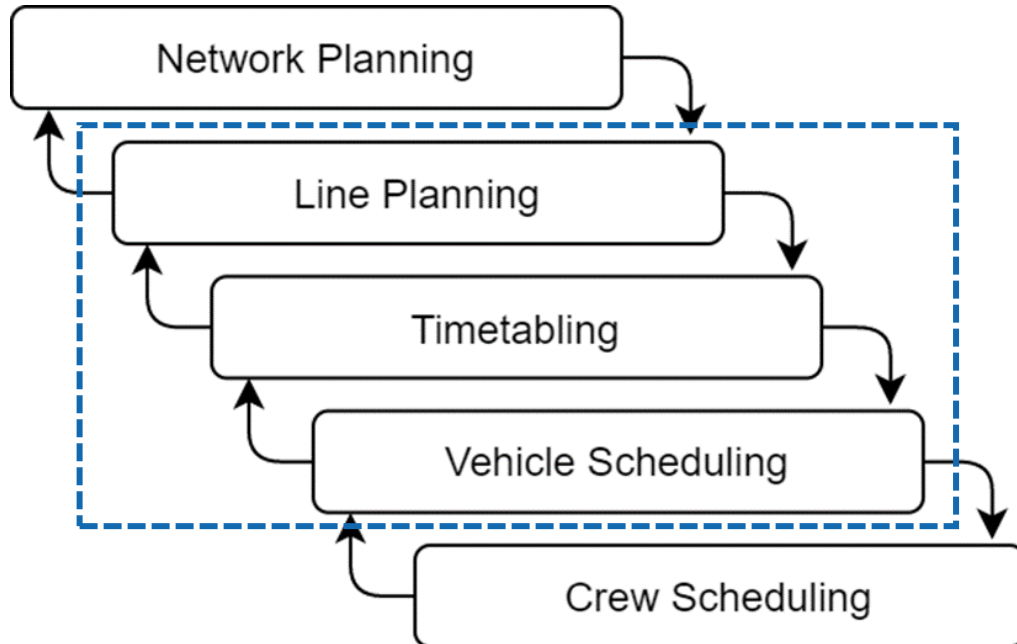 Network Planning
Line Planning
Timetabling
Vehicle Scheduling
Crew Scheduling